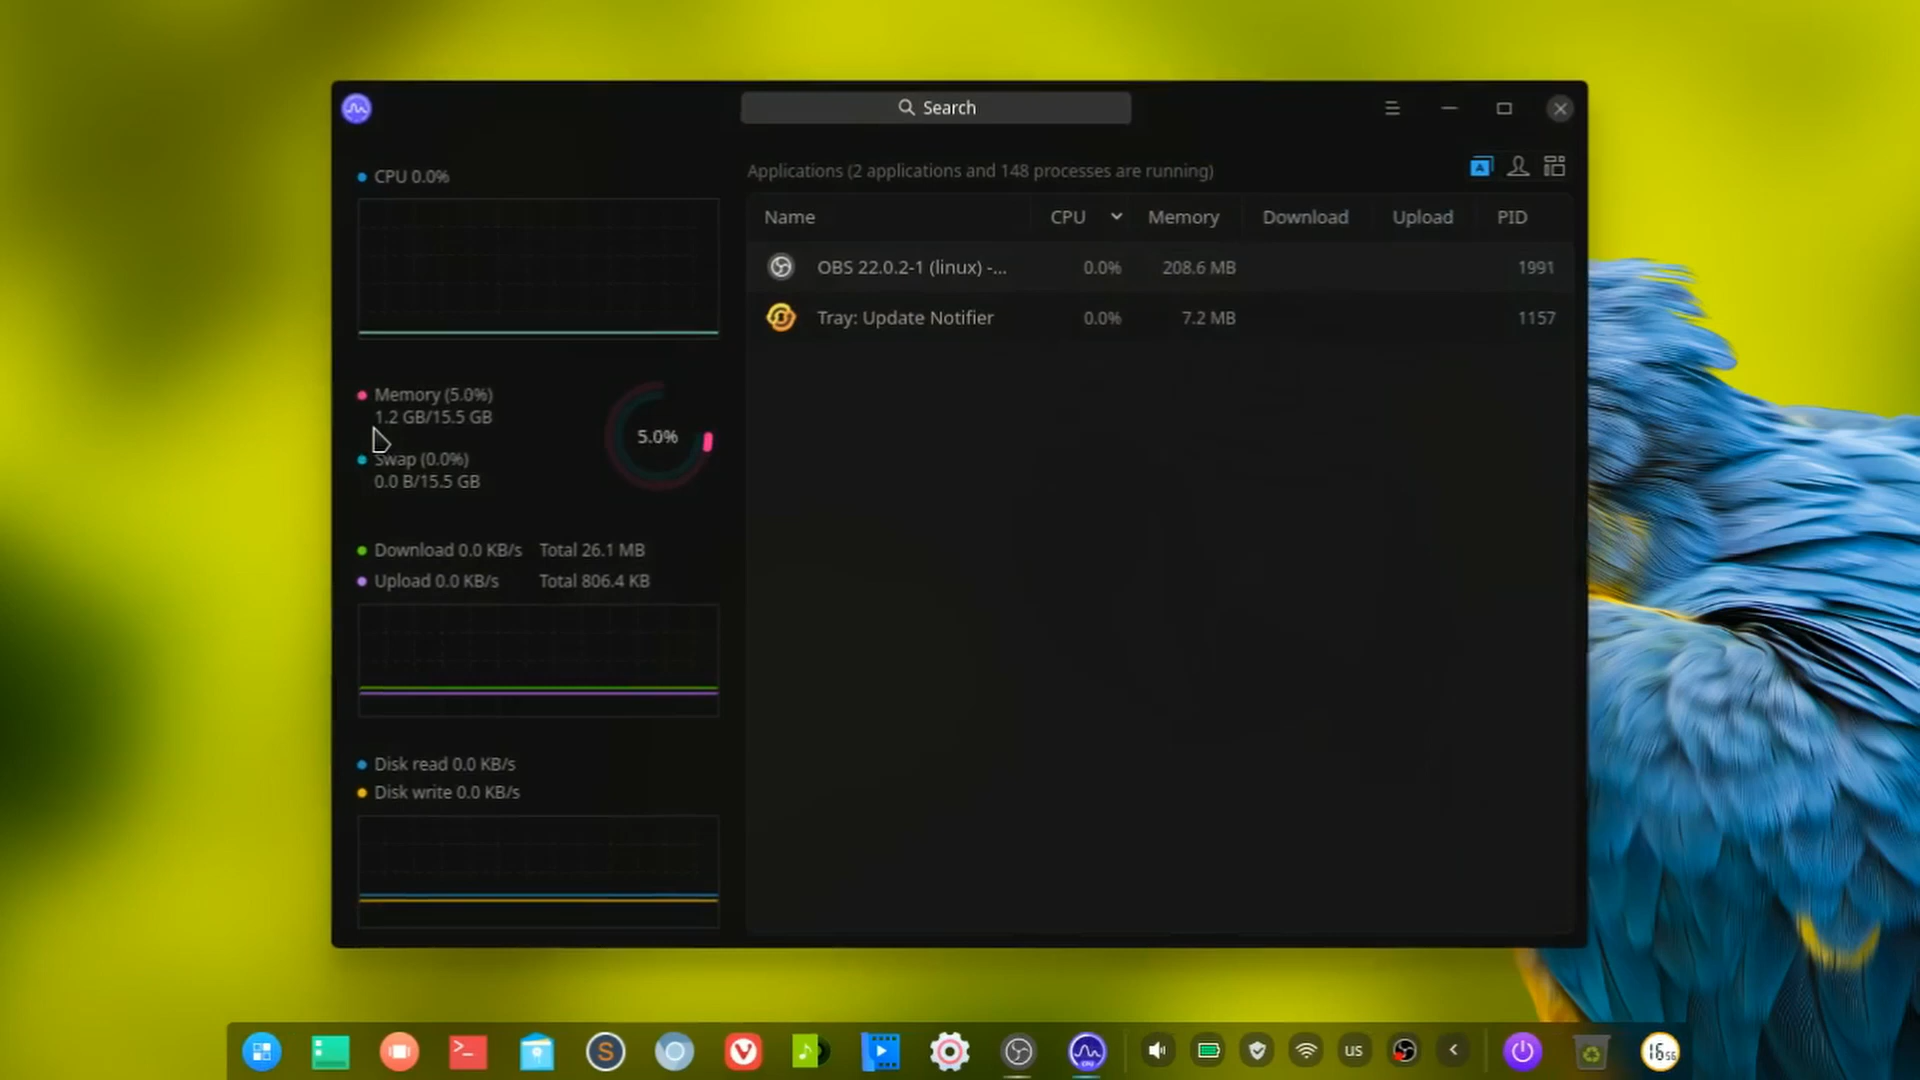 Search
CPU 0.0%
Memory (5.0%)
1.2 GB/15.5 GB
5.0%
Swap (0.0%)
0.0 B/15.5 GB
Download 0.0 KB/s Total 26.1 MB
Upload 0.0 KB/s Total 806.4 KB
Disk read 0.0 KB/s
Disk write 0.0 KB/s
Applications (2 applications and 148 processes are running)
Name CPU Memory Download Upload PID
OBS 22.0.2-1 (linux) -... 0.0% 208.6 MB 1991
Tray: Update Notifier 0.0% 7.2 MB 1157
S
CPU
us
16 56